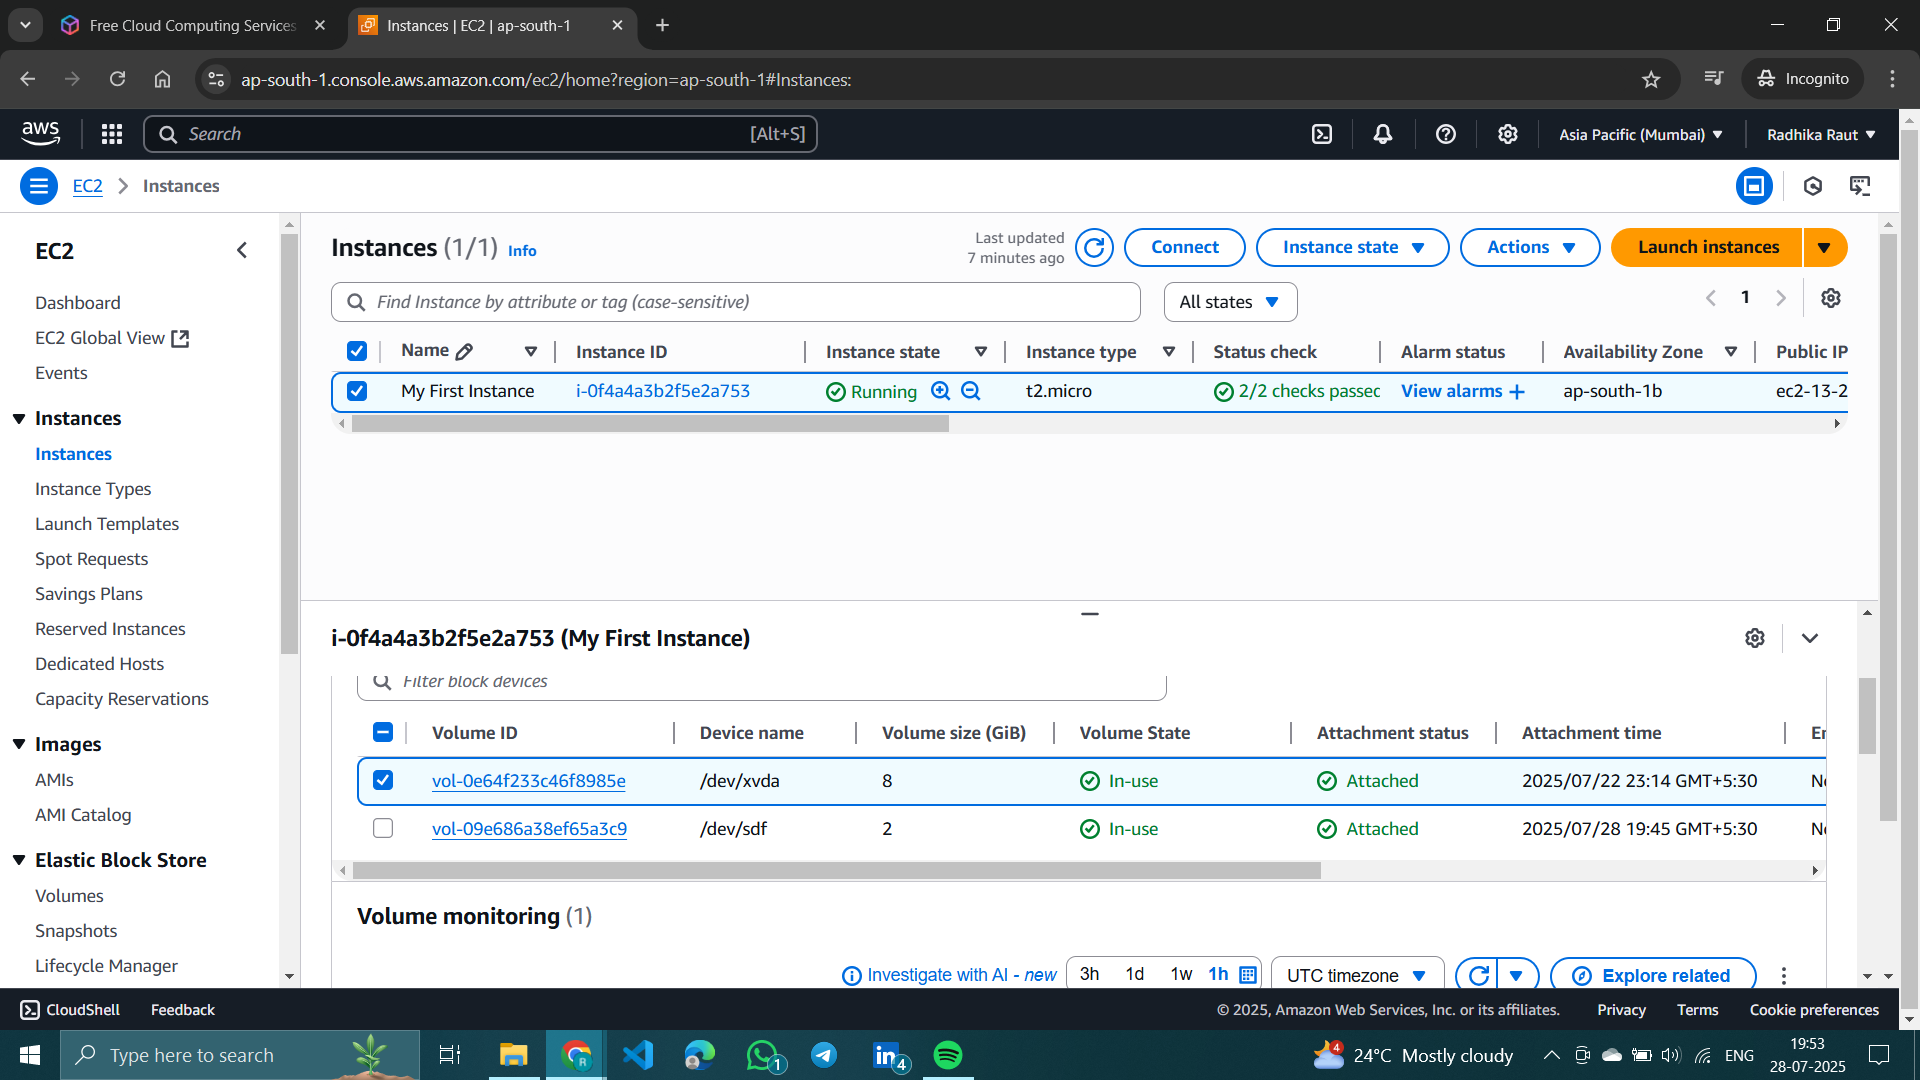 Free Cloud Computing Services
Instances | EC2 | ap-south-1
ap-south-1.console.aws.amazon.com/ec2/home?region=ap-south-1#Instances:
Incognito
aws
Search
[Alt+S]
Asia Pacific (Mumbai)
Radhika Raut
EC2
Instances
EC2
Dashboard
EC2 Global View
Events
Instances
Instances
Instance Types
Launch Templates
Spot Requests
Savings Plans
Reserved Instances
Dedicated Hosts
Capacity Reservations
Images
AMIs
AMI Catalog
Elastic Block Store
Volumes
Snapshots
Lifecycle Manager
Instances (1/1) Info
Last updated
7 minutes ago
Connect
Instance state
Actions
Launch instances
Find Instance by attribute or tag (case-sensitive)
All states
1
Name Instance ID Instance state Instance type Status check Alarm status Availability Zone Public IP
My First Instance i-0f4a4a3b2f5e2a753 Running t2.micro 2/2 checks passec View alarms + ap-south-1b ec2-13-2
i-0f4a4a3b2f5e2a753 (My First Instance)
Filter block devices
Volume ID Device name Volume size (GiB) Volume State Attachment status Attachment time
vol-0e64f233c46f8985e /dev/xvda 8 In-use Attached 2025/07/22 23:14 GMT+5:30
vol-09e686a38ef65a3c9 /dev/sdf 2 In-use Attached 2025/07/28 19:45 GMT+5:30
Volume monitoring (1)
Investigate with AI - new
3h 1d 1w 1h
UTC timezone
Explore related
CloudShell
Feedback
© 2025, Amazon Web Services, Inc. or its affiliates.
Privacy
Terms
Cookie preferences
Type here to search
R
1
4
4
24°C Mostly cloudy
ENG
19:53
28-07-2025